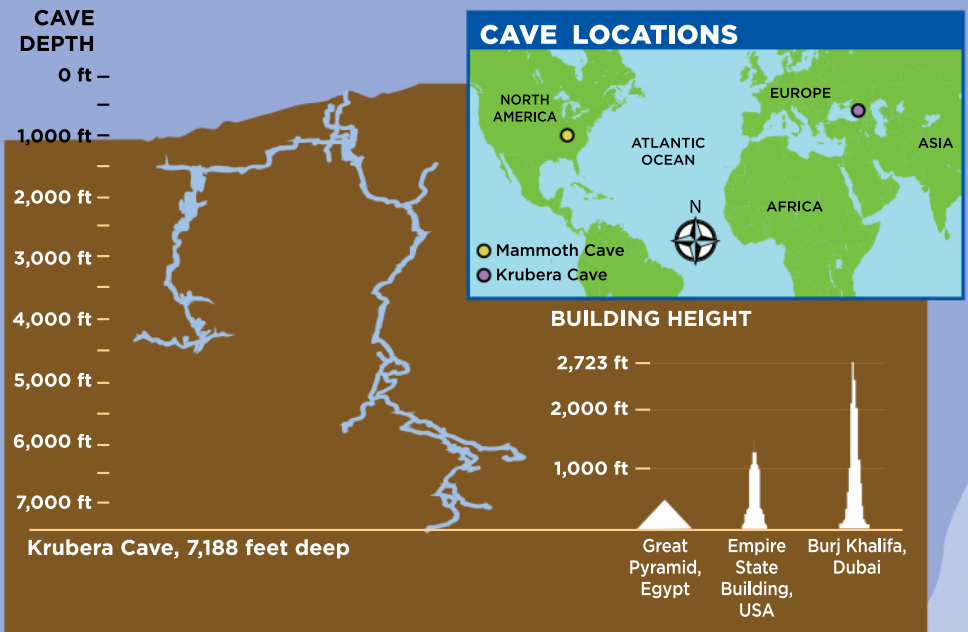 CAVE
DEPTH
0 ft
1,000 ft
2,000 ft
3,000 ft
4,000 ft
5,000 ft
6,000 ft
7,000 ft
Krubera Cave, 7,188 feet deep
CAVE LOCATIONS
NORTH
AMERICA
EUROPE
ASIA
ATLANTIC
OCEAN
AFRICA
N
Mammoth Cave
Krubera Cave
BUILDING HEIGHT
2,723 ft
2,000 ft
1,000 ft
Great
Pyramid,
Egypt
Empire
State
Building,
USA
Burj Khalifa,
Dubai